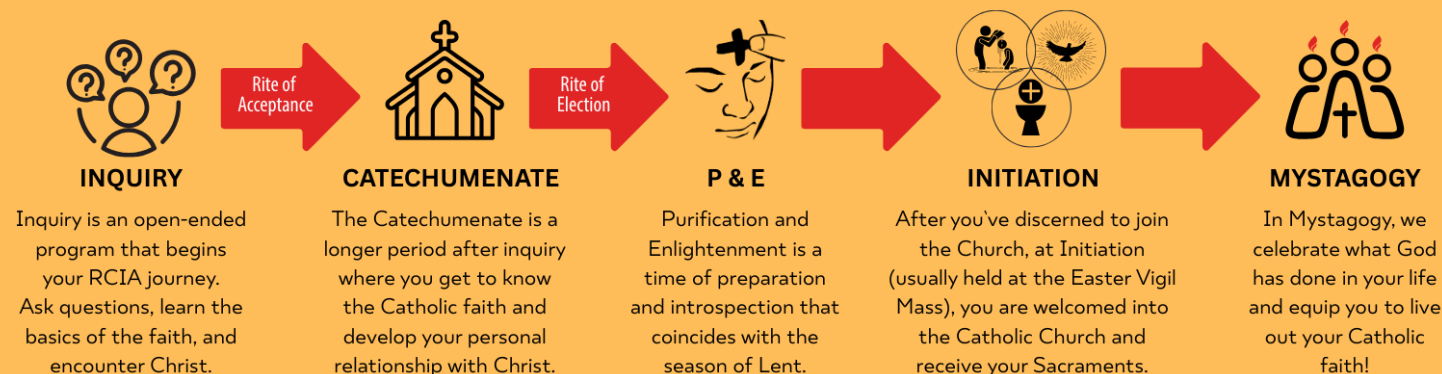 Rite of
Acceptance
Rite of
Election
INQUIRY
Inquiry is an open-ended
program that begins
your RCIA journey.
Ask questions, learn the
basics of the faith, and
encounter Christ.
CATECHUMENATE
The Catechumenate is a
longer period after inquiry
where you get to know
the Catholic faith and
develop your personal
relationship with Christ.
P & E
Purification and
Enlightenment is a
time of preparation
and introspection that
coincides with the
season of Lent.
INITIATION
After you`ve discerned to join
the Church, at Initiation
(usually held at the Easter Vigil
Mass), you are welcomed into
the Catholic Church and
receive your Sacraments.
MYSTAGOGY
In Mystagogy, we
celebrate what God
has done in your life
and equip you to live
out your Catholic
faith!